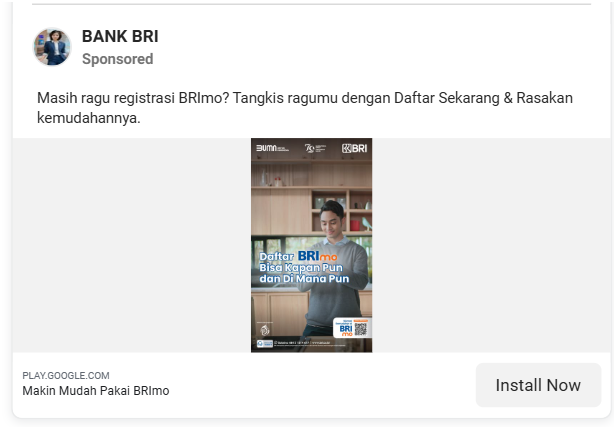 BANK BRI
Sponsored
Masih ragu registrasi BRImo? Tangkis ragumu dengan Daftar Sekarang & Rasakan
kemudahannya.
BUMN
BRI
Daftar BRImo
Bisa Kapan Pun
dan Di Mana Pun
BRI
mo
PLAY.GOOGLE.COM
Makin Mudah Pakai BRImo
Install Now